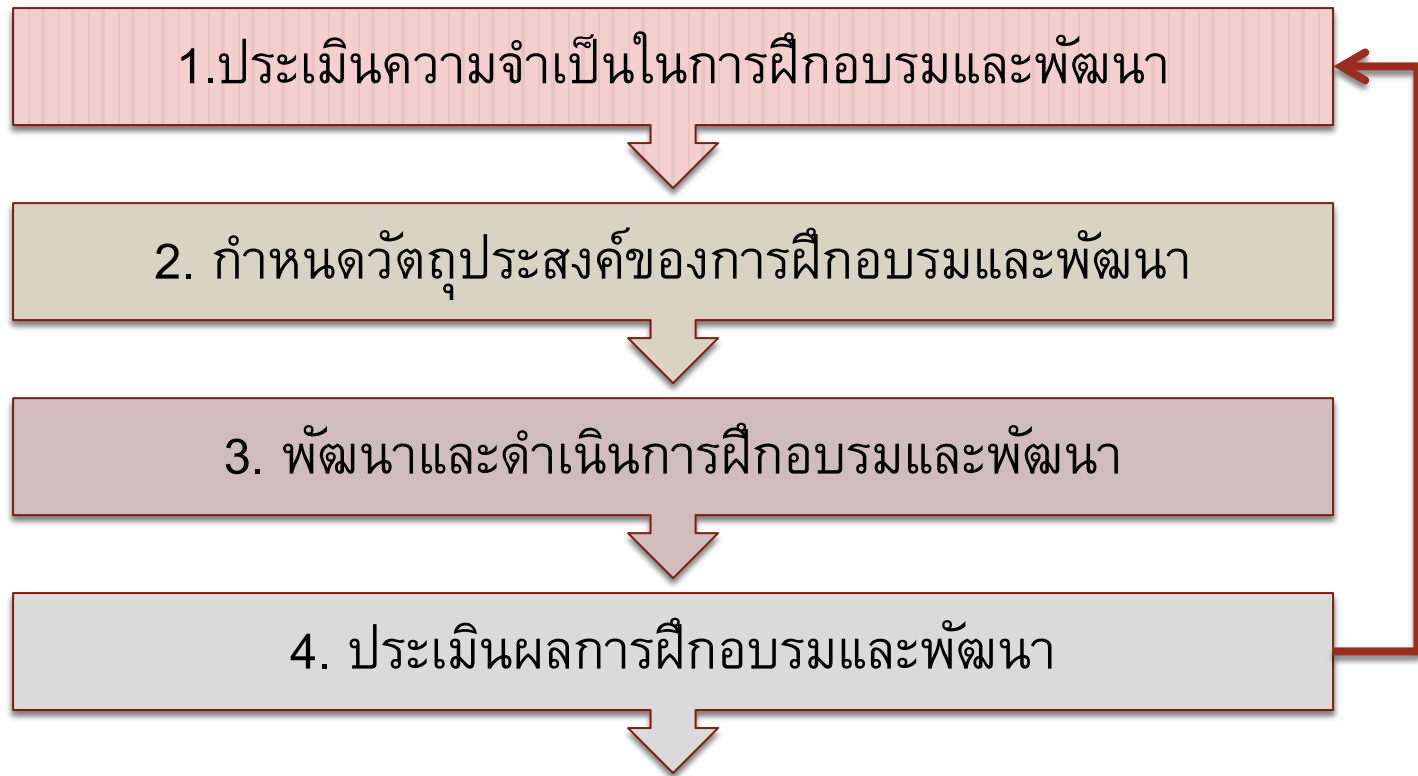 1.ประเมินความจำเป็นในการฝึกอบรมและพัฒนา
2. กำหนดวัตถุประสงค์ของการฝึกอบรมและพัฒนา
3. พัฒนาและดำเนินการฝึกอบรมและพัฒนา
4. ประเมินผลการฝึกอบรมและพัฒนา